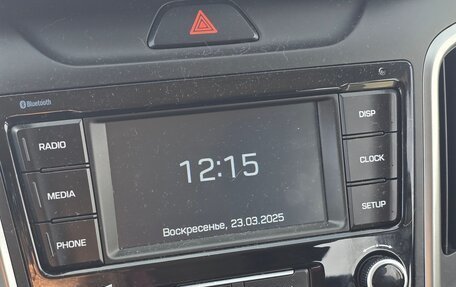 Bluetooth
RADIO
MEDIA
PHONE
12:15
Воскресенье, 23.03.2025
DISP
CLOCK
SETUP